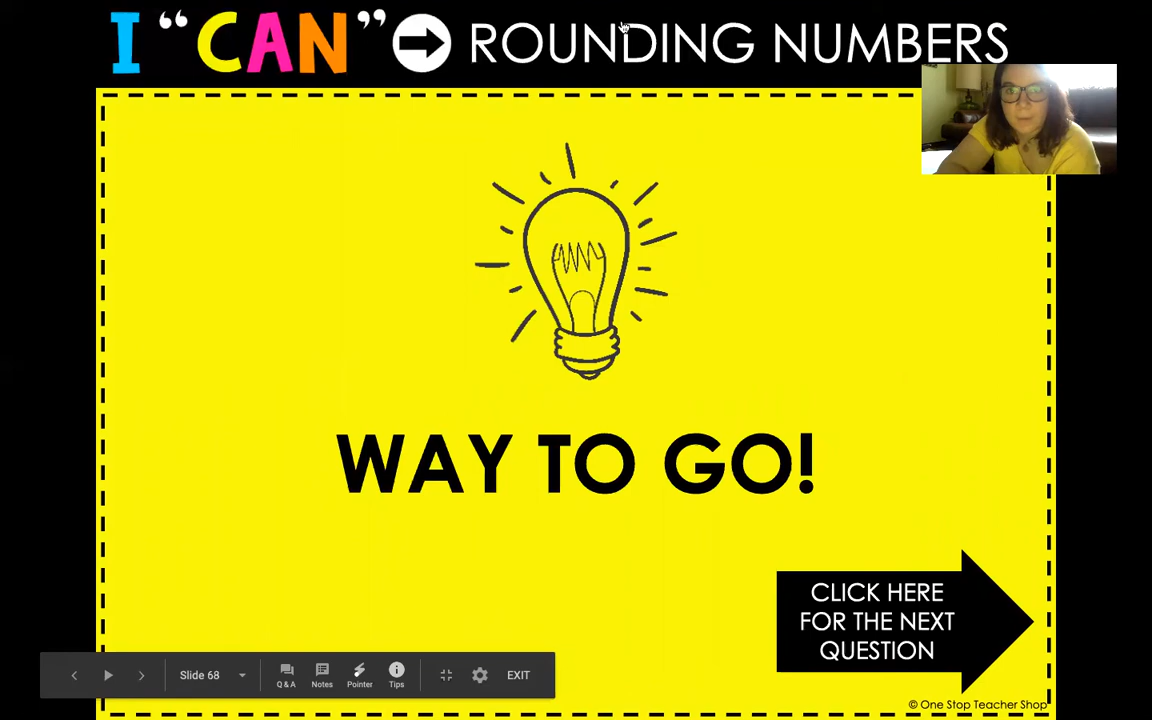 I “CAN” ROUNDING NUMBERS
WAY TO GO!
CLICK HERE
FOR THE NEXT
QUESTION
Slide 68
Q & A
Notes
Pointer
Tips
EXIT
© One Stop Teacher Shop